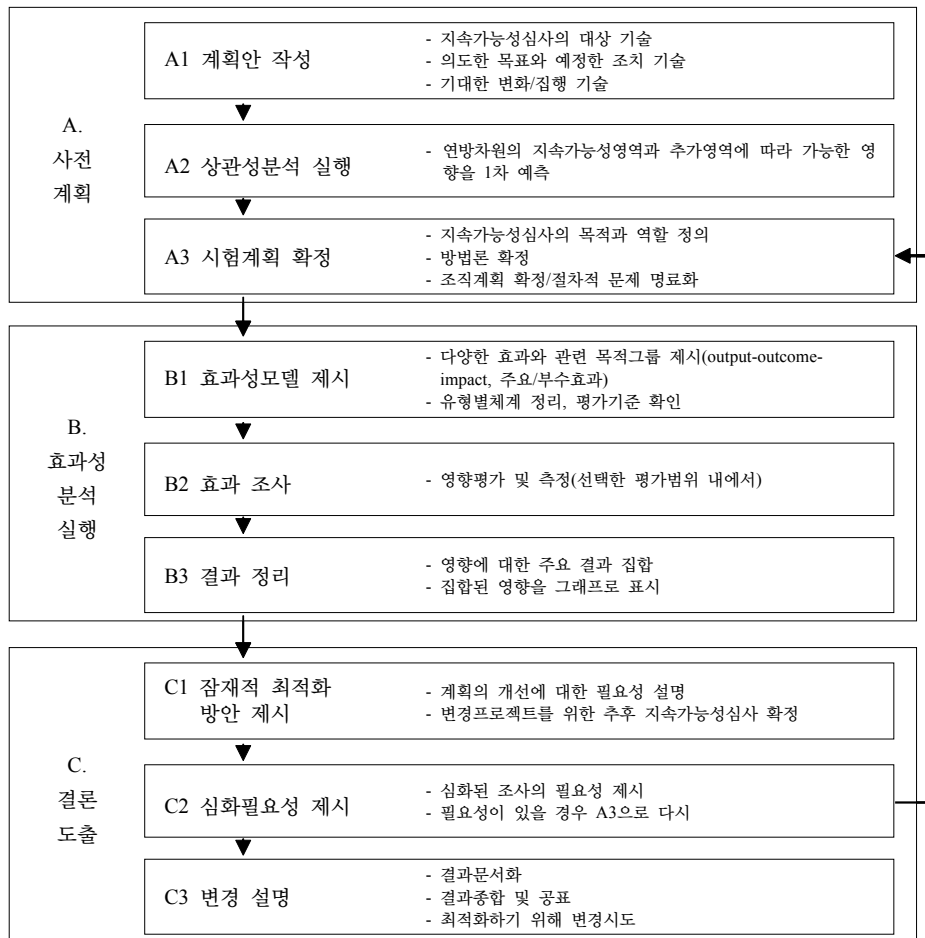 A.
사전
계획
A1 계획안 작성
- 지속가능성심사의 대상 기술
- 의도한 목표와 예정한 조치 기술
- 기대한 변화/집행 기술
A2 상관성분석 실행
- 연방차원의 지속가능성영역과 추가영역에 따라 가능한 영
향을 1차 예측
A3 시험계획 확정
- 지속가능성심사의 목적과 역할 정의
- 방법론 확정
- 조직계획 확정/절차적 문제 명료화
B.
효과성
분석
실행
B1 효과성모델 제시
- 다양한 효과와 관련 목적그룹 제시(output-outcome-
impact, 주요/부수효과)
- 유형별체계 정리, 평가기준 확인
B2 효과 조사
- 영향평가 및 측정(선택한 평가범위 내에서)
B3 결과 정리
- 영향에 대한 주요 결과 집합
- 집합된 영향을 그래프로 표시
C.
결론
도출
C1 잠재적 최적화
방안 제시
- 계획의 개선에 대한 필요성 설명
- 변경프로젝트를 위한 추후 지속가능성심사 확정
C2 심화필요성 제시
- 심화된 조사의 필요성 제시
- 필요성이 있을 경우 A3으로 다시
C3 변경 설명
- 결과문서화
- 결과종합 및 공표
- 최적화하기 위해 변경시도